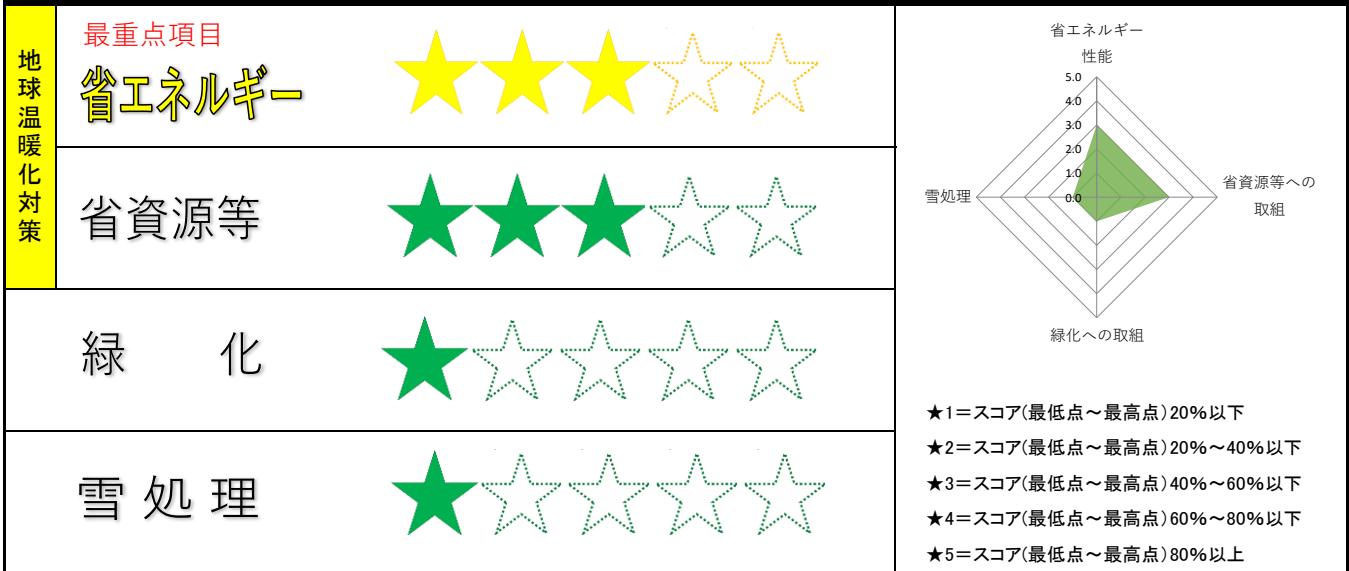 地球温暖化対策
最重点項目
省エネルギー
★★★☆☆
省資源等
★★★☆☆
緑　　化
★☆☆☆☆
雪 処 理
★☆☆☆☆
省エネルギー
性能
5.0
4.0
3.0
2.0
1.0
0.0
雪処理
省資源等への
取組
緑化への取組
★1＝スコア(最低点～最高点)20%以下
★2＝スコア(最低点～最高点)20%～40%以下
★3＝スコア(最低点～最高点)40%～60%以下
★4＝スコア(最低点～最高点)60%～80%以下
★5＝スコア(最低点～最高点)80%以上